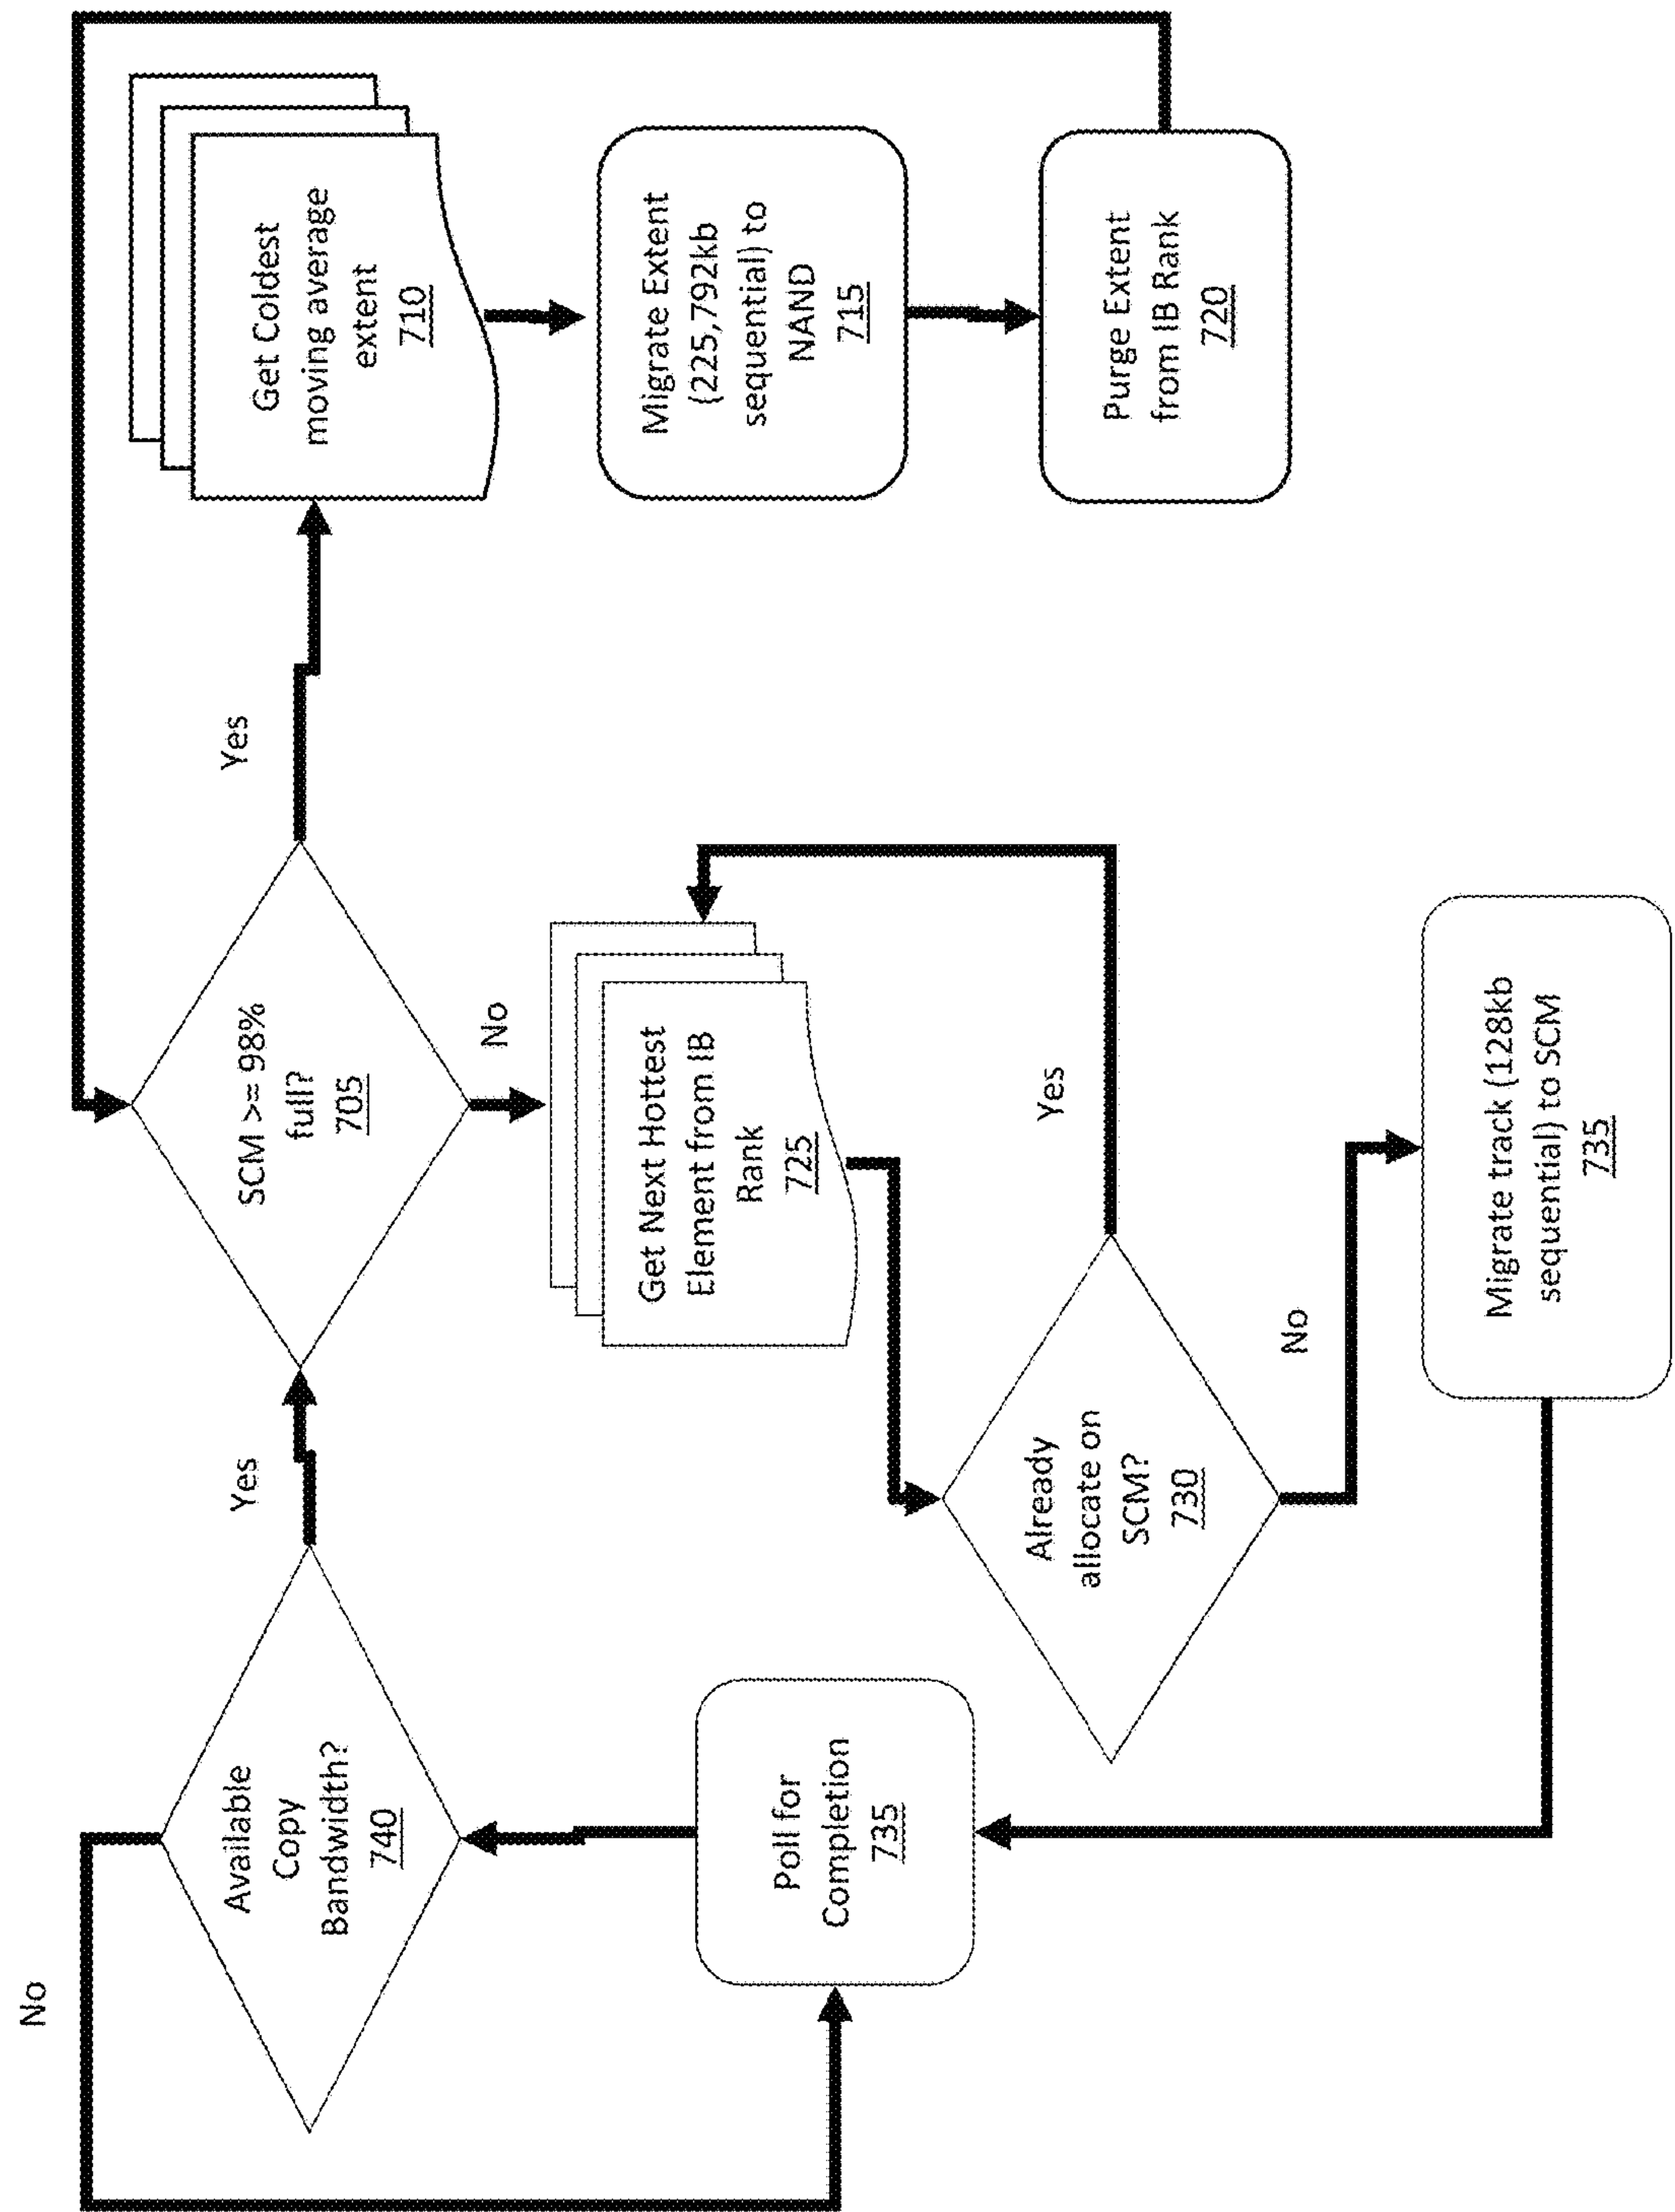 No
Available
Copy
Bandwidth?
740
Yes
SCM >= 98%
full?
705
Yes
Get Coldest
moving average
extent
710
No
Migrate Extent
(225,792kb
sequential) to
NAND
715
Poll for
Completion
735
Get Next Hottest
Element from IB
Rank
725
Purge Extent
from IB Rank
720
Already
allocate on
SCM?
730
Yes
No
Migrate track (128kb
sequential) to SCM
735